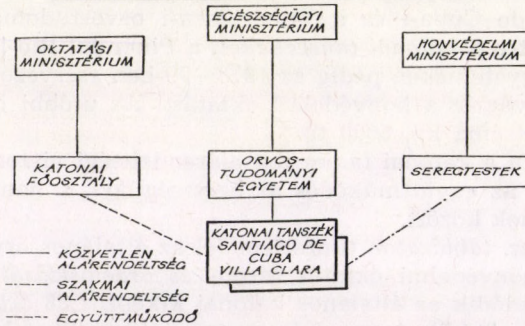 OKTATÁSI
MINISZTÉRIUM
EGÉSZSÉGÜGYI
MINISZTÉRIUM
HONVÉDELMI
MINISZTÉRIUM
KATONAI
FŐOSZTÁLY
ORVOS-
TUDOMÁNYI
EGYETEM
SEREGTESTEK
KATONAI TANSZÉK
SANTIAGO DE
CUBA
VILLA CLARA
KÖZVETLEN
ALÁRENDELTSÉG
SZAKMAI
ALÁRENDELTSÉG
EGYÜTTMŰKÖDŐ